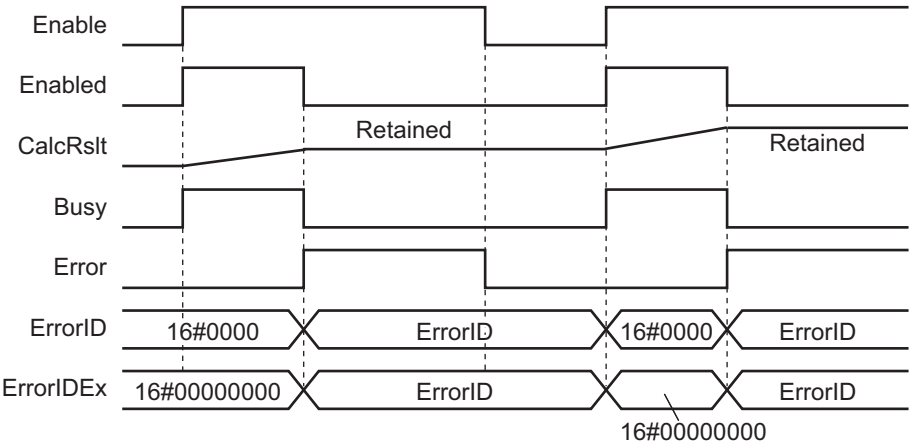 Enable
Enabled
CalcRslt
Retained
Retained
Busy
Error
ErrorID
16#0000
ErrorID
16#0000
ErrorID
ErrorIDEx
16#00000000
ErrorID
ErrorID
16#00000000